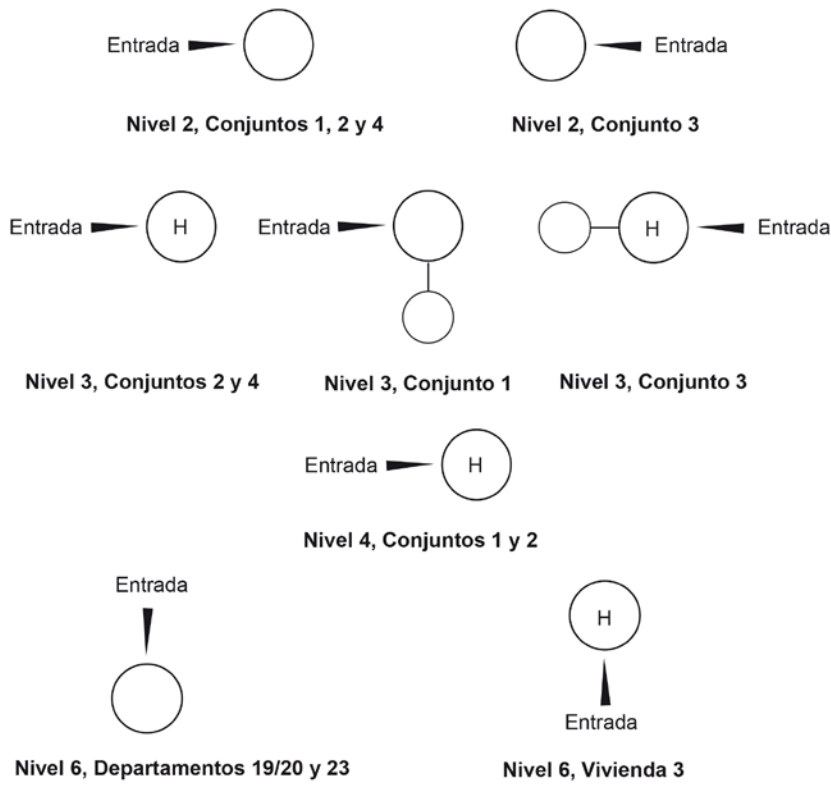 Entrada
Entrada
Nivel 2, Conjuntos 1, 2 y 4
Nivel 2, Conjunto 3
Entrada
H
Entrada
H
Entrada
Nivel 3, Conjuntos 2 y 4
Nivel 3, Conjunto 1
Nivel 3, Conjunto 3
Entrada
H
Nivel 4, Conjuntos 1 y 2
Entrada
H
Entrada
Nivel 6, Departamentos 19/20 y 23
Nivel 6, Vivienda 3